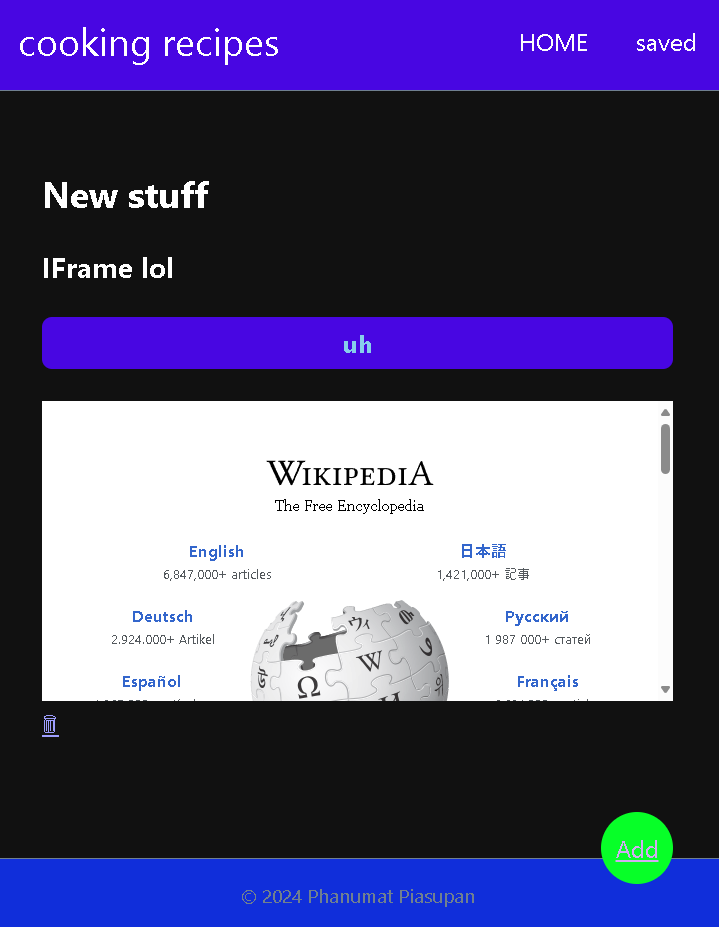 cooking recipes
HOME
saved
New stuff
IFrame lol
uh
WIKIPEDIA
The Free Encyclopedia
English
6,847,000+ articles
日本語
1,421,000+ 記事
Deutsch
2.924.000+ Artikel
Русский
1 987 000+ статей
Español
Français
Add
© 2024 Phanumat Piasupan